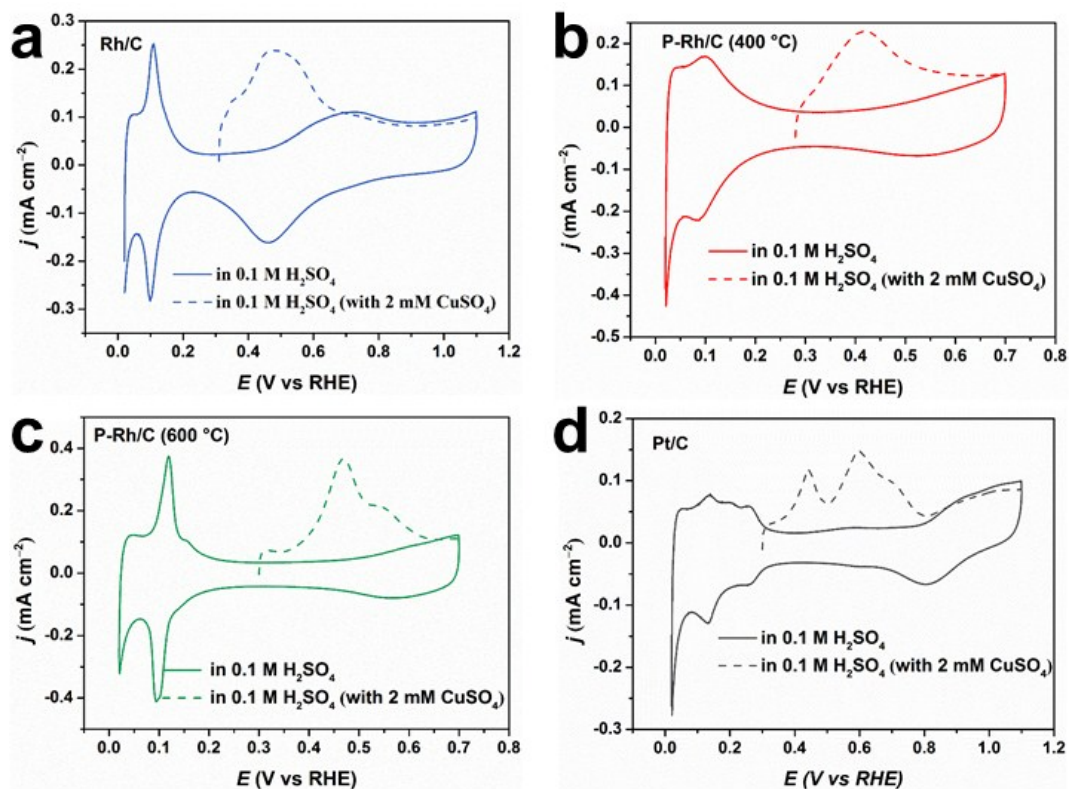 a
Rh/C
0.3
0.2
0.1
0.0
-0.1
-0.2
-0.3
j (mA cm⁻²)
in 0.1 M H₂SO₄
in 0.1 M H₂SO₄ (with 2 mM CuSO₄)
0.0 0.2 0.4 0.6 0.8 1.0 1.2
E (V vs RHE)
b
P-Rh/C (400 °C)
0.2
0.1
0.0
-0.1
-0.2
-0.3
-0.4
-0.5
j (mA cm⁻²)
in 0.1 M H₂SO₄
in 0.1 M H₂SO₄ (with 2 mM CuSO₄)
0.0 0.1 0.2 0.3 0.4 0.5 0.6 0.7 0.8
E (V vs RHE)
c
P-Rh/C (600 °C)
0.4
0.2
0.0
-0.2
-0.4
j (mA cm⁻²)
in 0.1 M H₂SO₄
in 0.1 M H₂SO₄ (with 2 mM CuSO₄)
0.0 0.1 0.2 0.3 0.4 0.5 0.6 0.7 0.8
E (V vs RHE)
d
Pt/C
0.2
0.1
0.0
-0.1
-0.2
-0.3
j (mA cm⁻²)
in 0.1 M H₂SO₄
in 0.1 M H₂SO₄ (with 2 mM CuSO₄)
0.0 0.2 0.4 0.6 0.8 1.0 1.2
E (V vs RHE)